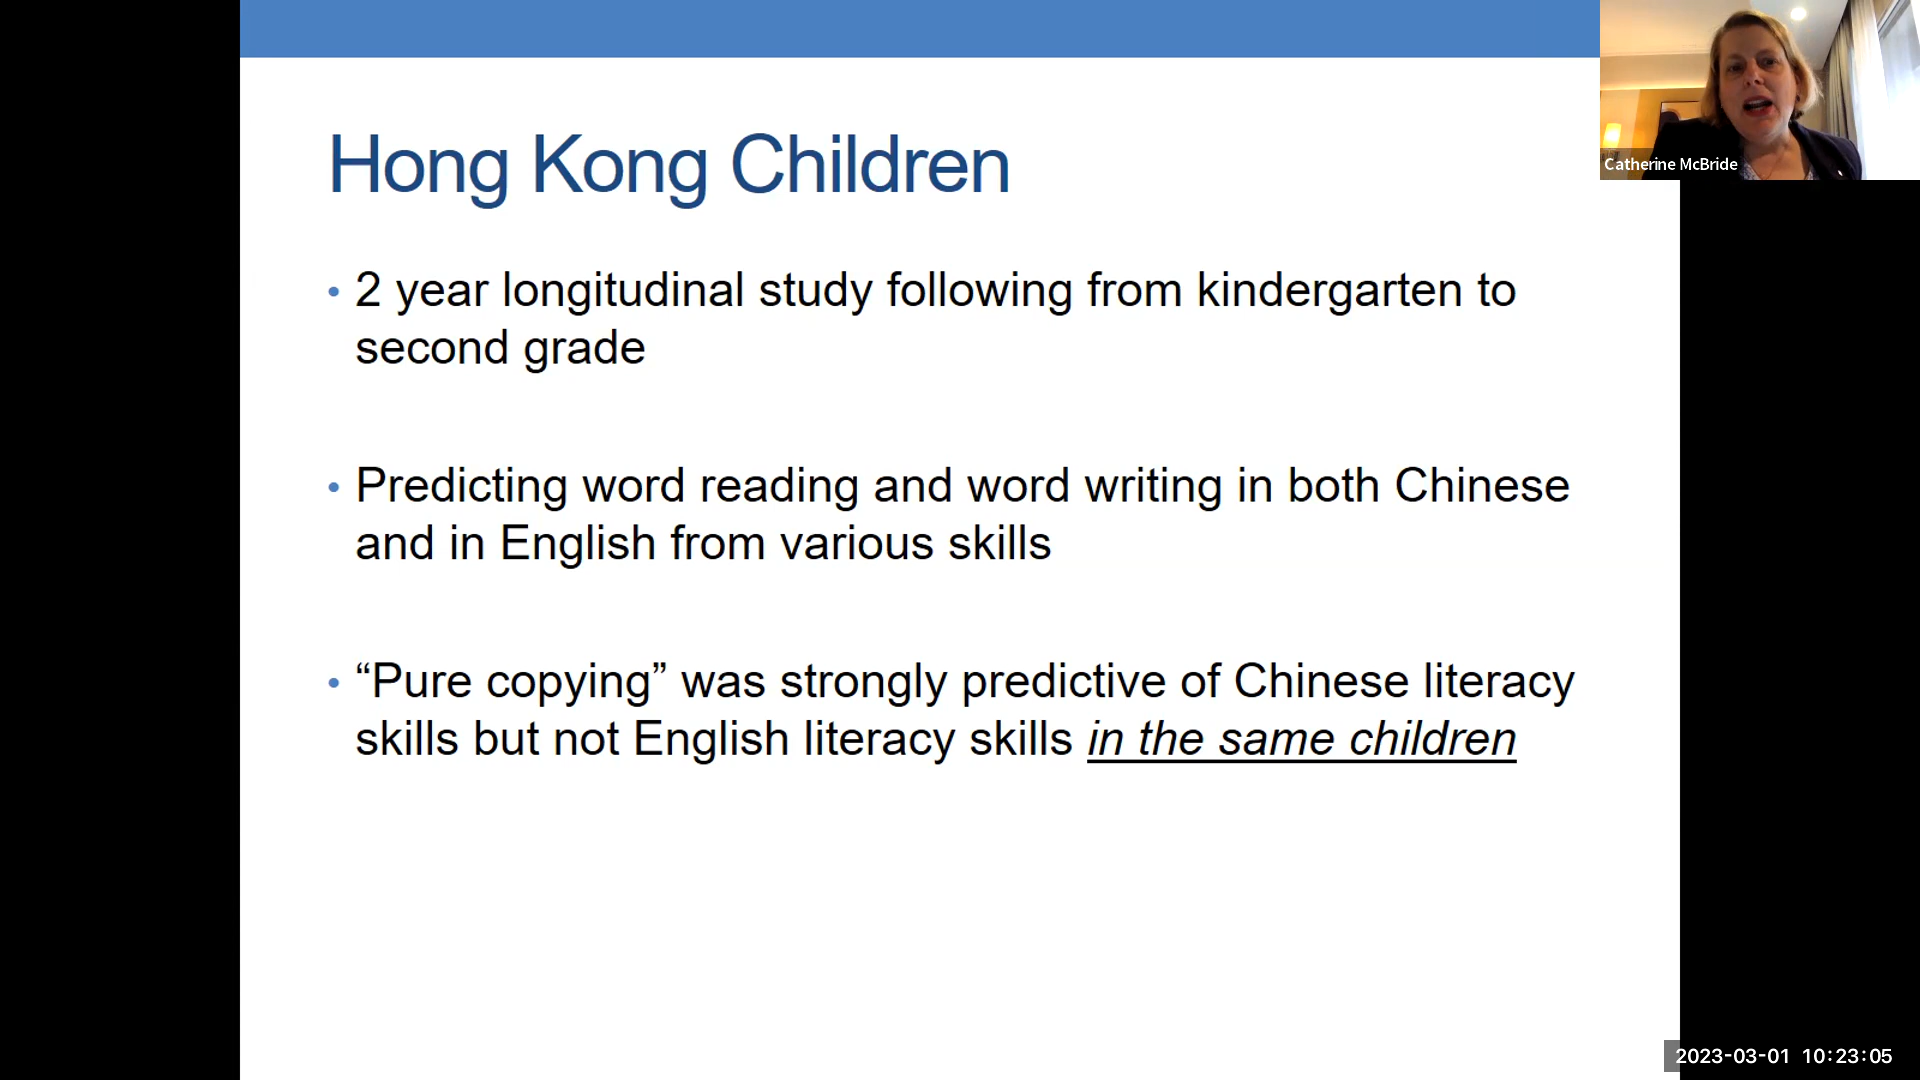 Hong Kong Children
• 2 year longitudinal study following from kindergarten to
second grade
• Predicting word reading and word writing in both Chinese
and in English from various skills
• “Pure copying” was strongly predictive of Chinese literacy
skills but not English literacy skills in the same children
Catherine McBride
2023-03-01 10:23:05